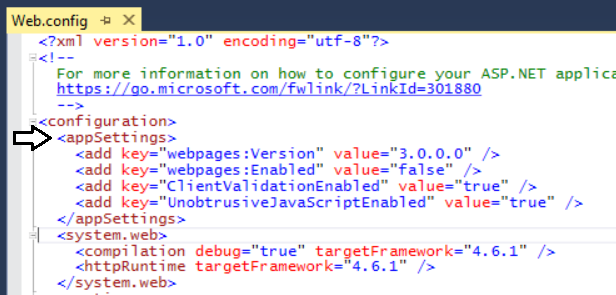 Web.config
<?xml version="1.0" encoding="utf-8"?>
<!--
For more information on how to configure your ASP.NET applica
https://go.microsoft.com/fwlink/?LinkId=301880
-->
<configuration>
<appSettings>
<add key="webpages:Version" value="3.0.0.0" />
<add key="webpages:Enabled" value="false" />
<add key="ClientValidationEnabled" value="true" />
<add key="UnobtrusiveJavaScriptEnabled" value="true" />
</appSettings>
<system.web>
<compilation debug="true" targetFramework="4.6.1" />
<httpRuntime targetFramework="4.6.1" />
</system.web>